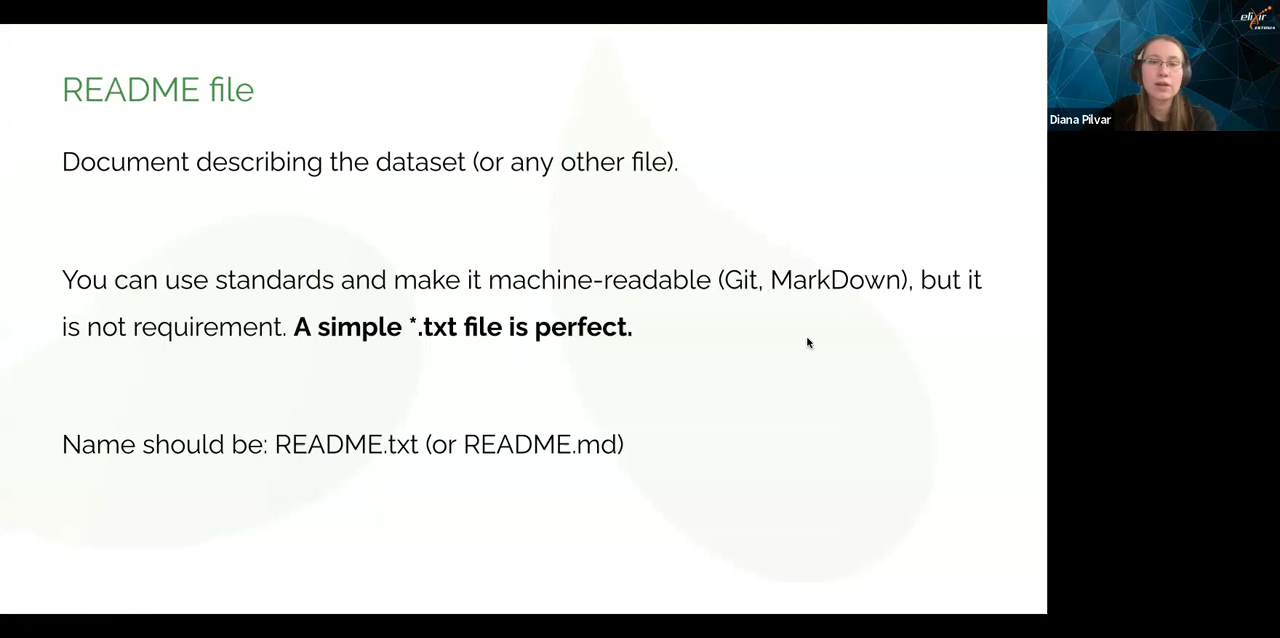 README file
Document describing the dataset (or any other file).
You can use standards and make it machine-readable (Git, MarkDown), but it
is not requirement. A simple *.txt file is perfect.
Name should be: README.txt (or README.md)
elixir
ESTONIA
Diana Pilvar